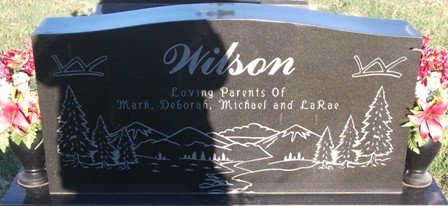 Wilson
Loving Parents Of
Mark, Deborah, Michael and LaRae